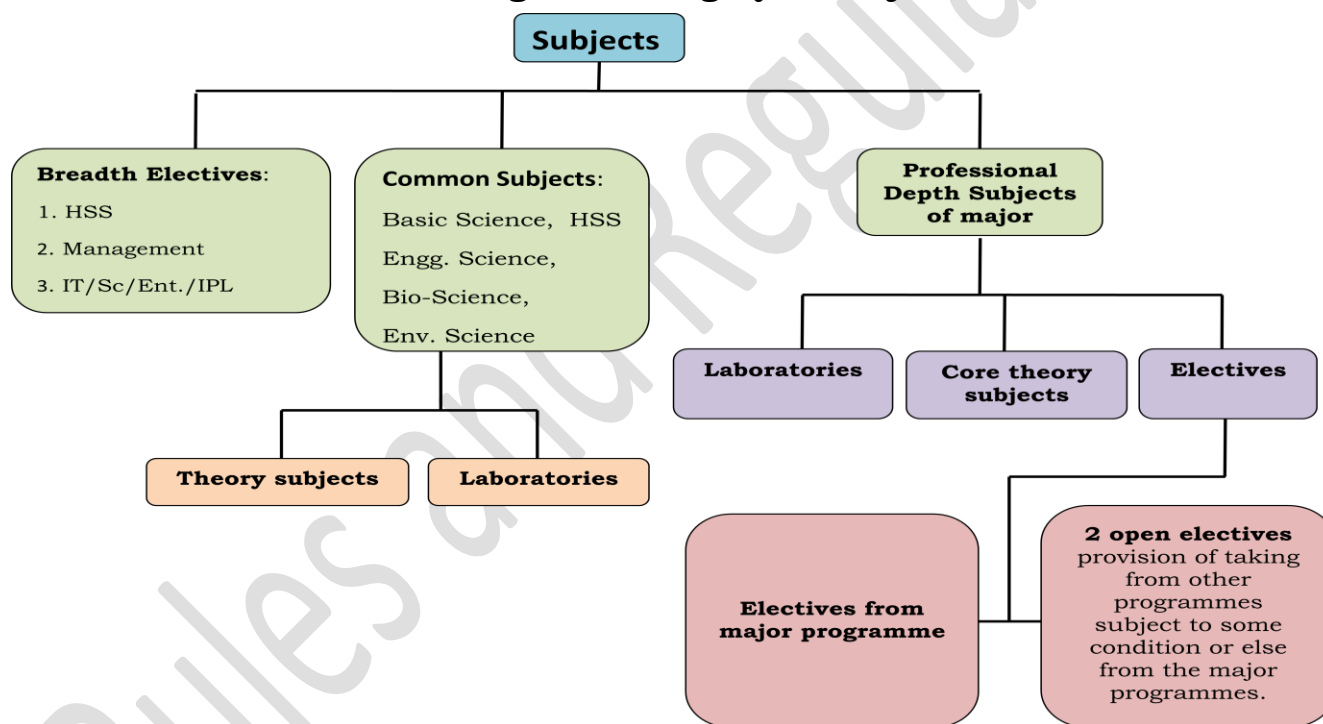 Subjects
Breadth Electives:
1. HSS
2. Management
3. IT/Sc/Ent./IPL
Common Subjects:
Basic Science, HSS
Engg. Science,
Bio-Science,
Env. Science
Professional
Depth Subjects
of major
Laboratories
Core theory
subjects
Electives
Theory subjects
Laboratories
Electives from
major programme
2 open electives
provision of taking
from other
programmes
subject to some
condition or else
from the major
programmes.
Rules and Regula